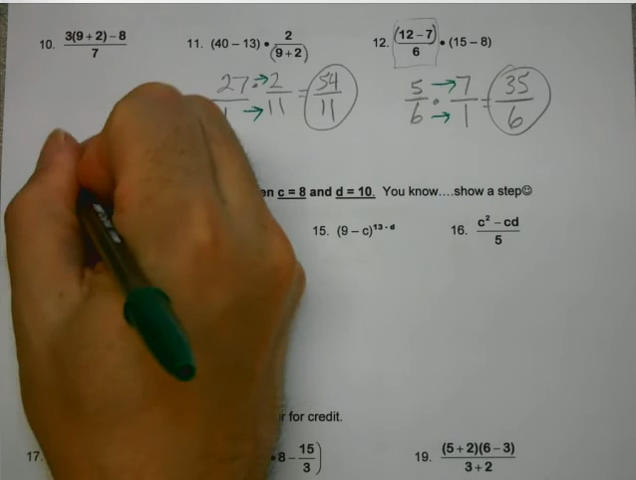 10. 3(9+2)-8 / 7
11. (40 – 13) • 2 / (9+2)
12. (12-7) / 6 • (15 – 8)
27 • 2 / 11 = 54 / 11
5 / 6 • 7 / 1 = 35 / 6
c = 8 and d = 10. You know....show a step☺
15. (9 – c)^13 - d
16. c² – cd / 5
for credit.
17
• 8 – 15 / 3)
19. (5+2)(6-3) / 3+2